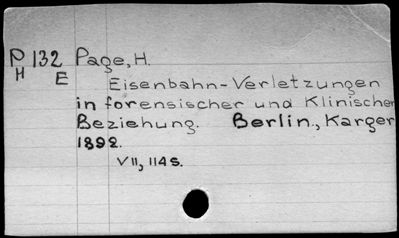 P 132 Page, H.
H E Eisenbahn-Verletzungen
in forensischer und Klinischer
Beziehung. Berlin, Karger
1892.
VII, 114 s.